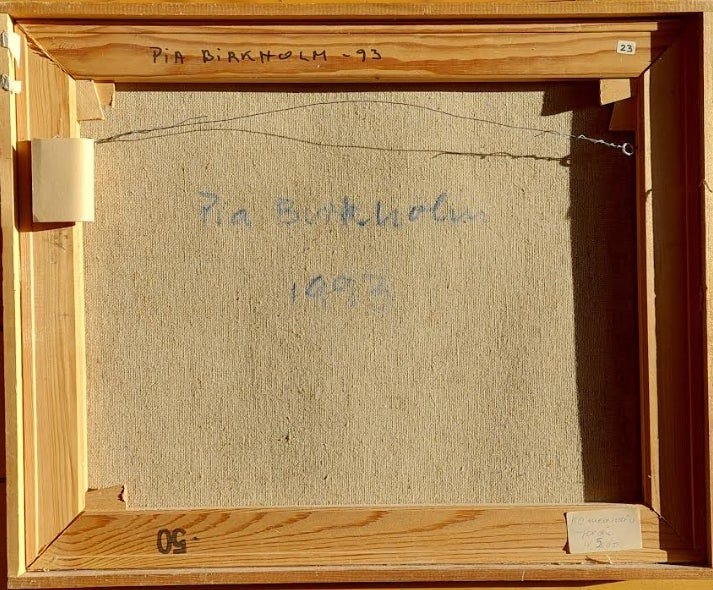 PIA BIRKHOLM - 93
23
Pia Birkholm
1993
50